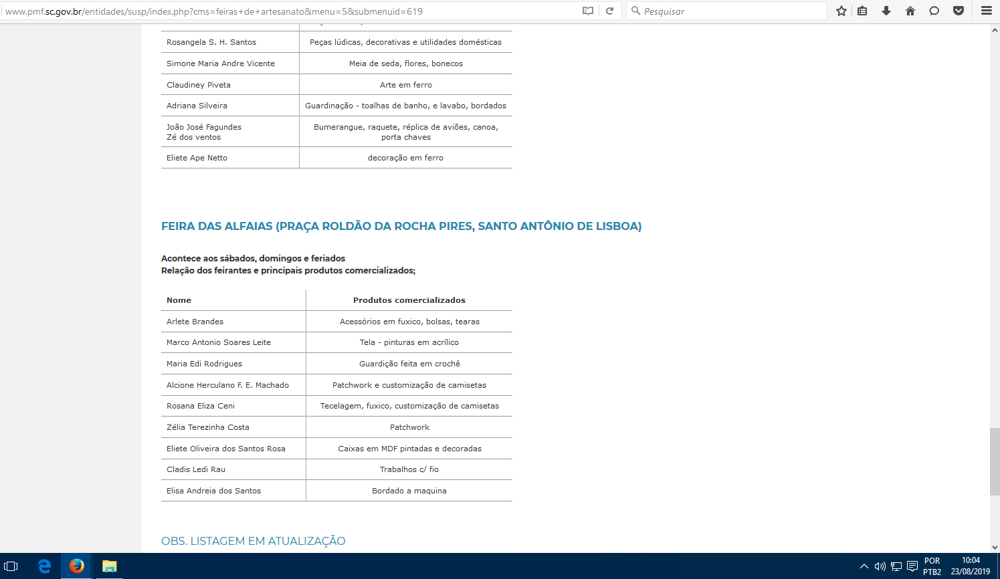 www.pmf.sc.gov.br/entidades/susp/index.php?cms=feiras+de+artesanato&menu=5&submenuid=619
Pesquisar
Rosangela S. H. Santos Peças lúdicas, decorativas e utilidades domésticas
Simone Maria Andre Vicente Meia de seda, flores, bonecos
Claudiney Piveta Arte em ferro
Adriana Silveira Guardinação - toalhas de banho, e lavabo, bordados
João José Fagundes Bumerangue, raquete, réplica de aviões, canoa,
Zé dos ventos porta chaves
Eliete Ape Netto decoração em ferro
FEIRA DAS ALFAIAS (PRAÇA ROLDÃO DA ROCHA PIRES, SANTO ANTÔNIO DE LISBOA)
Acontece aos sábados, domingos e feriados
Relação dos feirantes e principais produtos comercializados;
Nome Produtos comercializados
Arlete Brandes Acessórios em fuxico, bolsas, tearas
Marco Antonio Soares Leite Tela - pinturas em acrílico
Maria Edi Rodrigues Guardição feita em crochê
Alcione Herculano F. E. Machado Patchwork e customização de camisetas
Rosana Eliza Ceni Tecelagem, fuxico, customização de camisetas
Zélia Terezinha Costa Patchwork
Eliete Oliveira dos Santos Rosa Caixas em MDF pintadas e decoradas
Cladis Ledi Rau Trabalhos c/ fio
Elisa Andreia dos Santos Bordado a maquina
OBS. LISTAGEM EM ATUALIZAÇÃO
POR 10:04
PTB2 23/08/2019